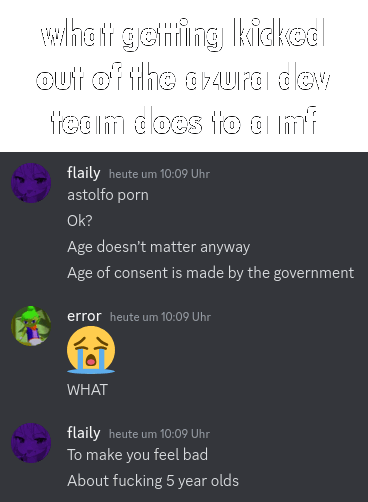 what getting kicked
out of the azura dev
team does to a mf
flaily heute um 10:09 Uhr
astolfo porn
Ok?
Age doesn't matter anyway
Age of consent is made by the government
error heute um 10:09 Uhr
WHAT
flaily heute um 10:09 Uhr
To make you feel bad
About fucking 5 year olds